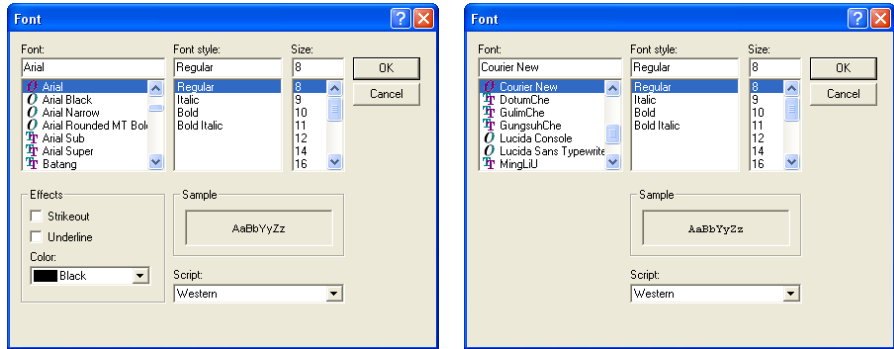 Font
Font:
Font style:
Size:
Arial
Regular
8
OK
Cancel
Arial
Arial Black
Arial Narrow
Arial Rounded MT Bol
Arial Sub
Arial Super
Batang
Regular
Italic
Bold
Bold Italic
8
9
10
11
12
14
16
Effects
Strikeout
Underline
Color:
Black
Sample
AaBbYyZz
Script:
Western
Font
Font:
Font style:
Size:
Courier New
Regular
8
OK
Cancel
Courier New
DotumChe
GulimChe
GungsuhChe
Lucida Console
Lucida Sans Typewrite
MingLiU
Regular
Italic
Bold
Bold Italic
8
9
10
11
12
14
16
Sample
AaBbYyZz
Script:
Western